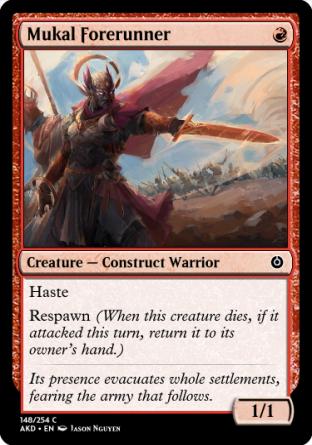 Mukal Forerunner
Creature — Construct Warrior
Haste
Respawn (When this creature dies, if it
attacked this turn, return it to its
owner's hand.)
Its presence evacuates whole settlements,
fearing the army that follows.
1/1
148/254 C
AKD • EN Jason Nguyen